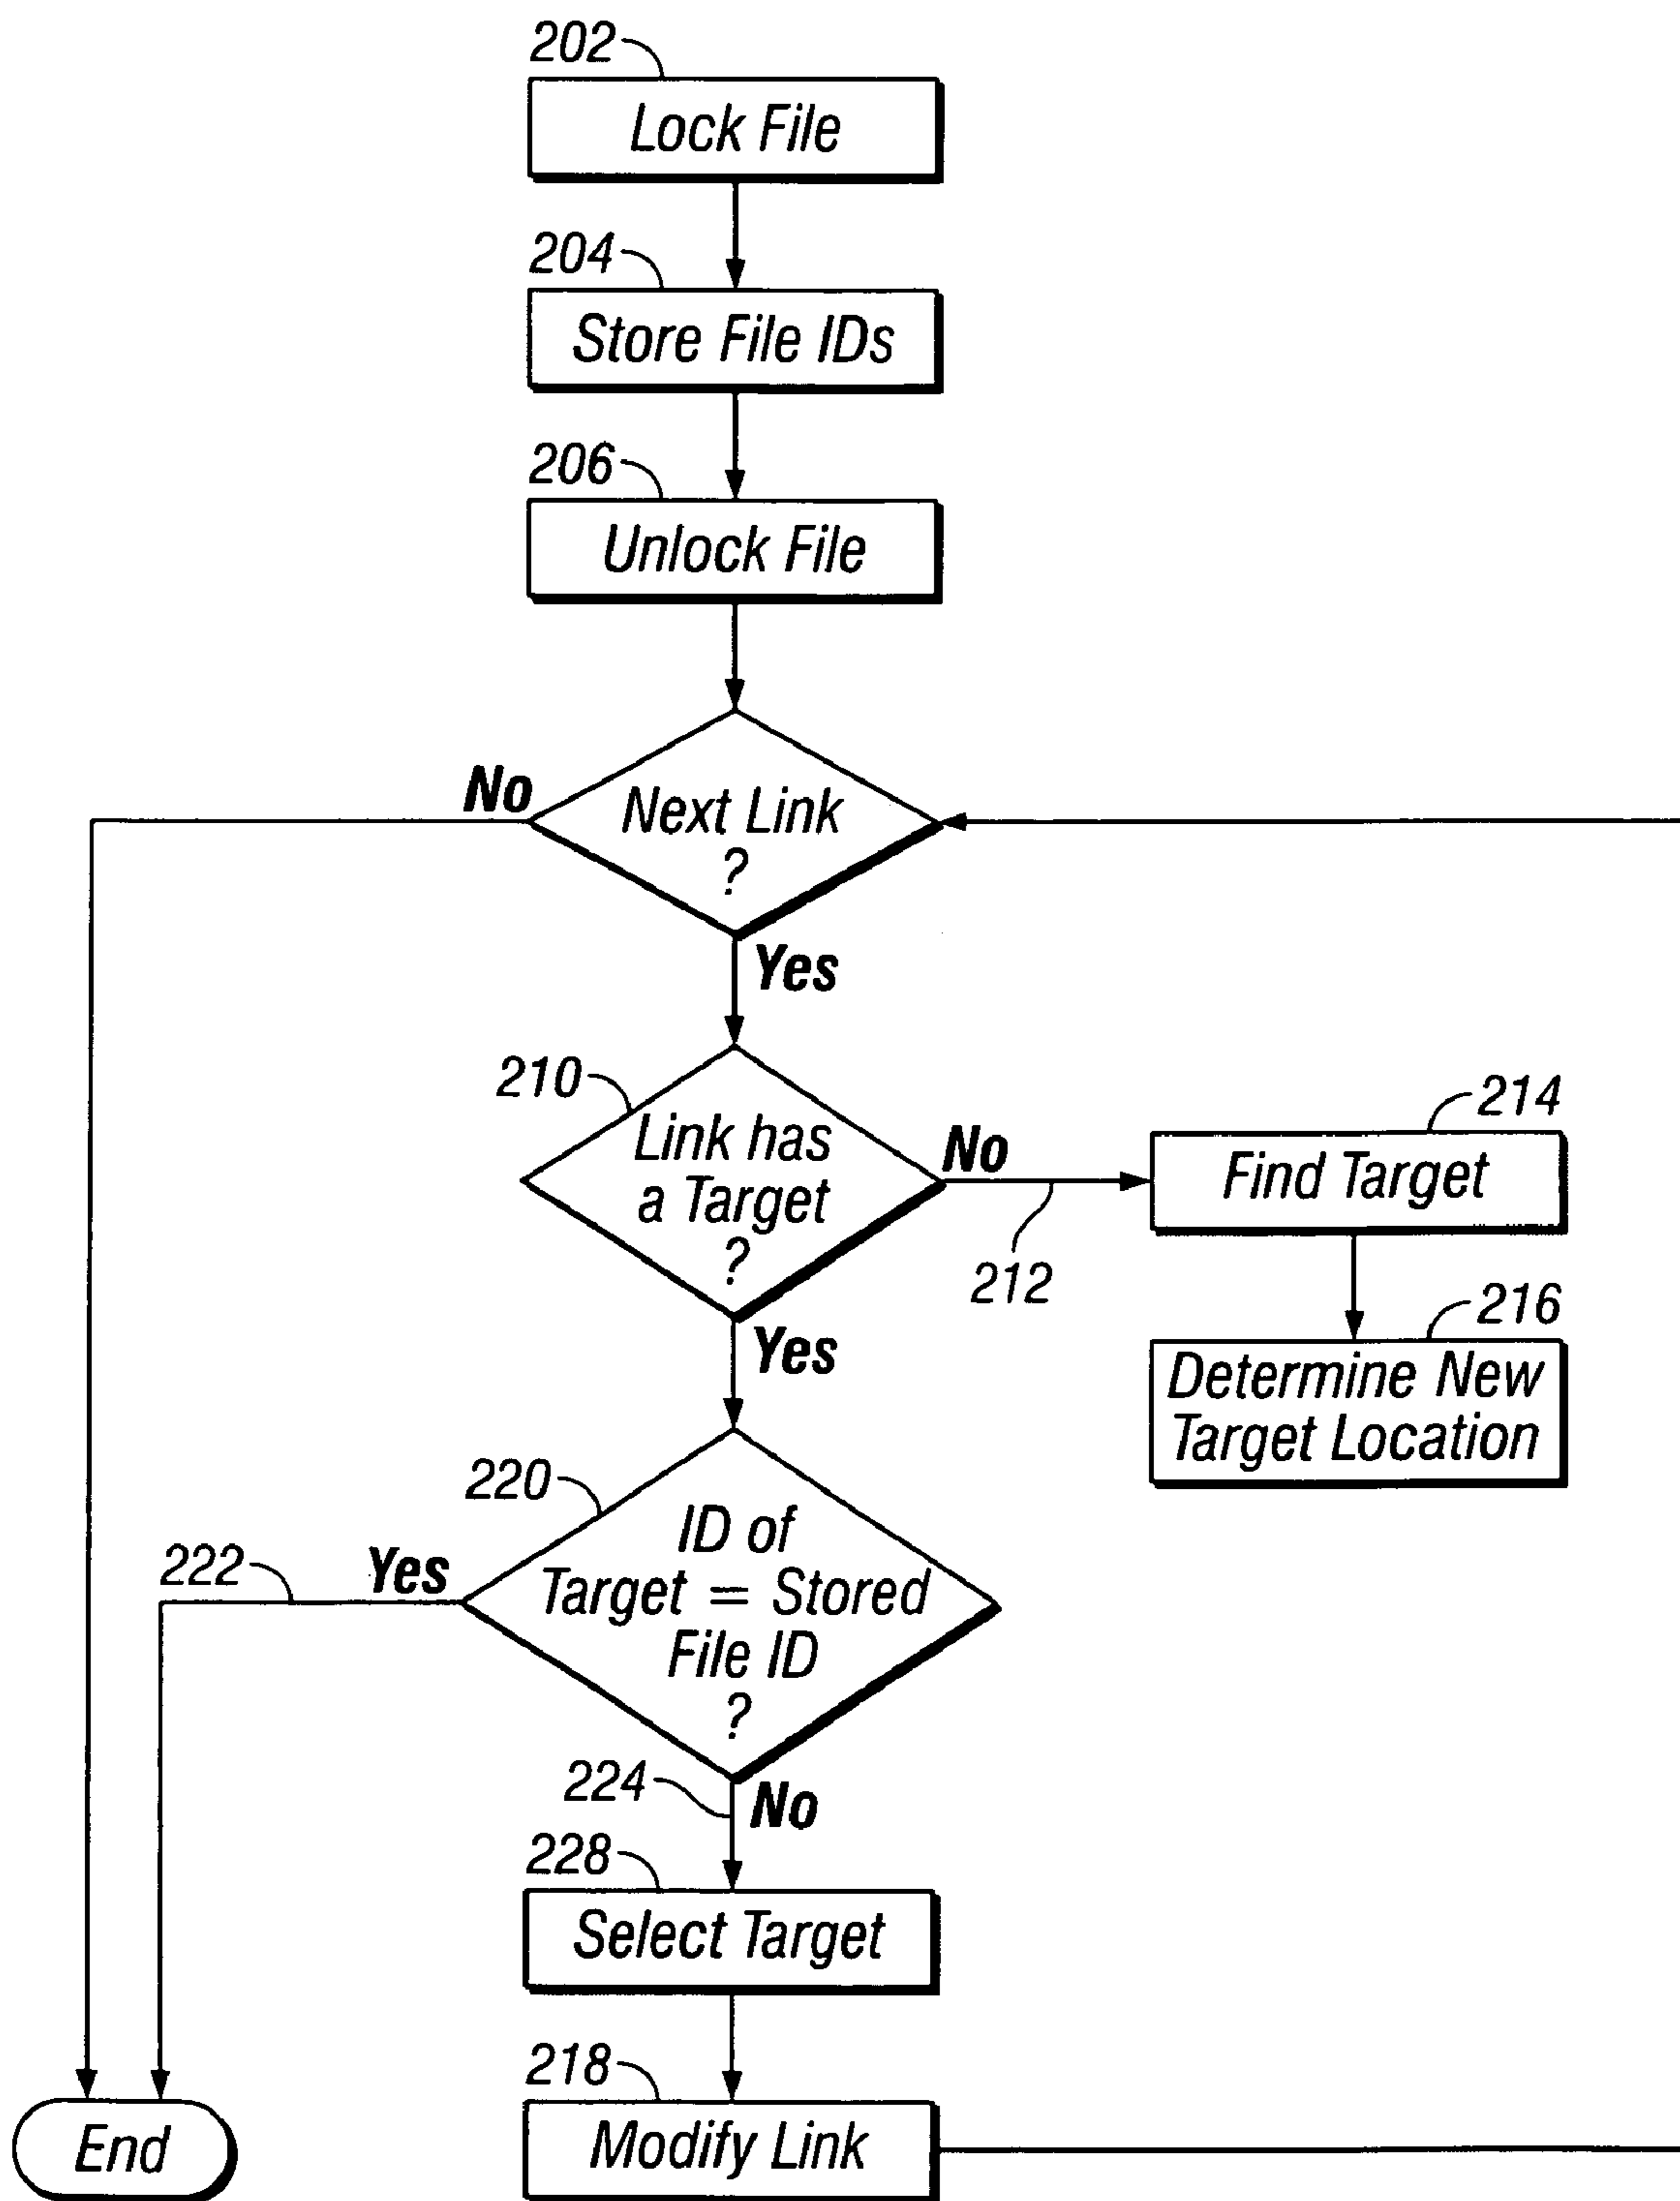 202
Lock File
204
Store File IDs
206
Unlock File
No
Next Link
?
Yes
210
Link has
a Target
?
No
212
214
Find Target
216
Determine New
Target Location
Yes
220
ID of
Target = Stored
File ID
?
222
Yes
224
No
228
Select Target
218
Modify Link
End